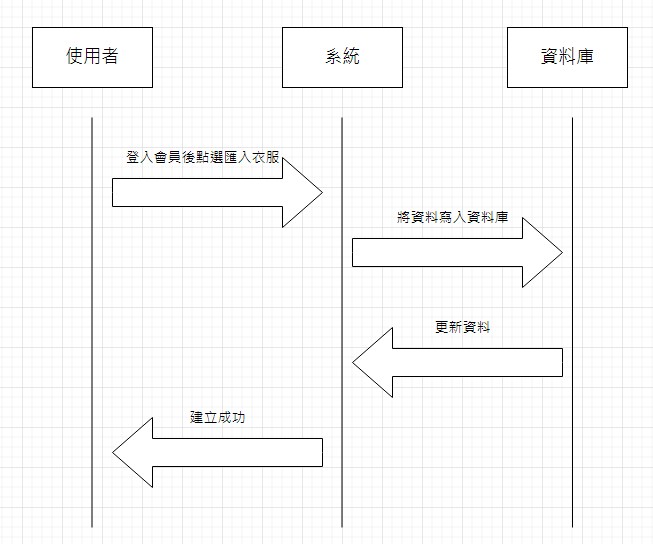 使用者
系統
資料庫
登入會員後點選匯入衣服
將資料寫入資料庫
更新資料
建立成功